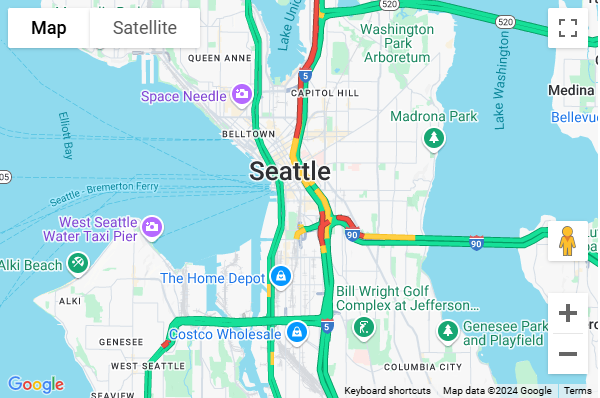 Map
Satellite
Lake Union
520
Washington
Park
Arboretum
520
Lake Washington
QUEEN ANNE
5
CAPITOL HILL
Medina
Space Needle
Madrona Park
Bellevue
Elliott Bay
BELLTOWN
Seattle
05
Seattle - Bremerton Ferry
West Seattle
Water Taxi Pier
90
90
Alki Beach
The Home Depot
ALKI
Bill Wright Golf
Complex at Jefferson...
5
GENESEE
Costco Wholesale
Genesee Park
and Playfield
WEST SEATTLE
COLUMBIA CITY
SEAVIEW
Google
Keyboard shortcuts
Map data ©2024 Google
Terms